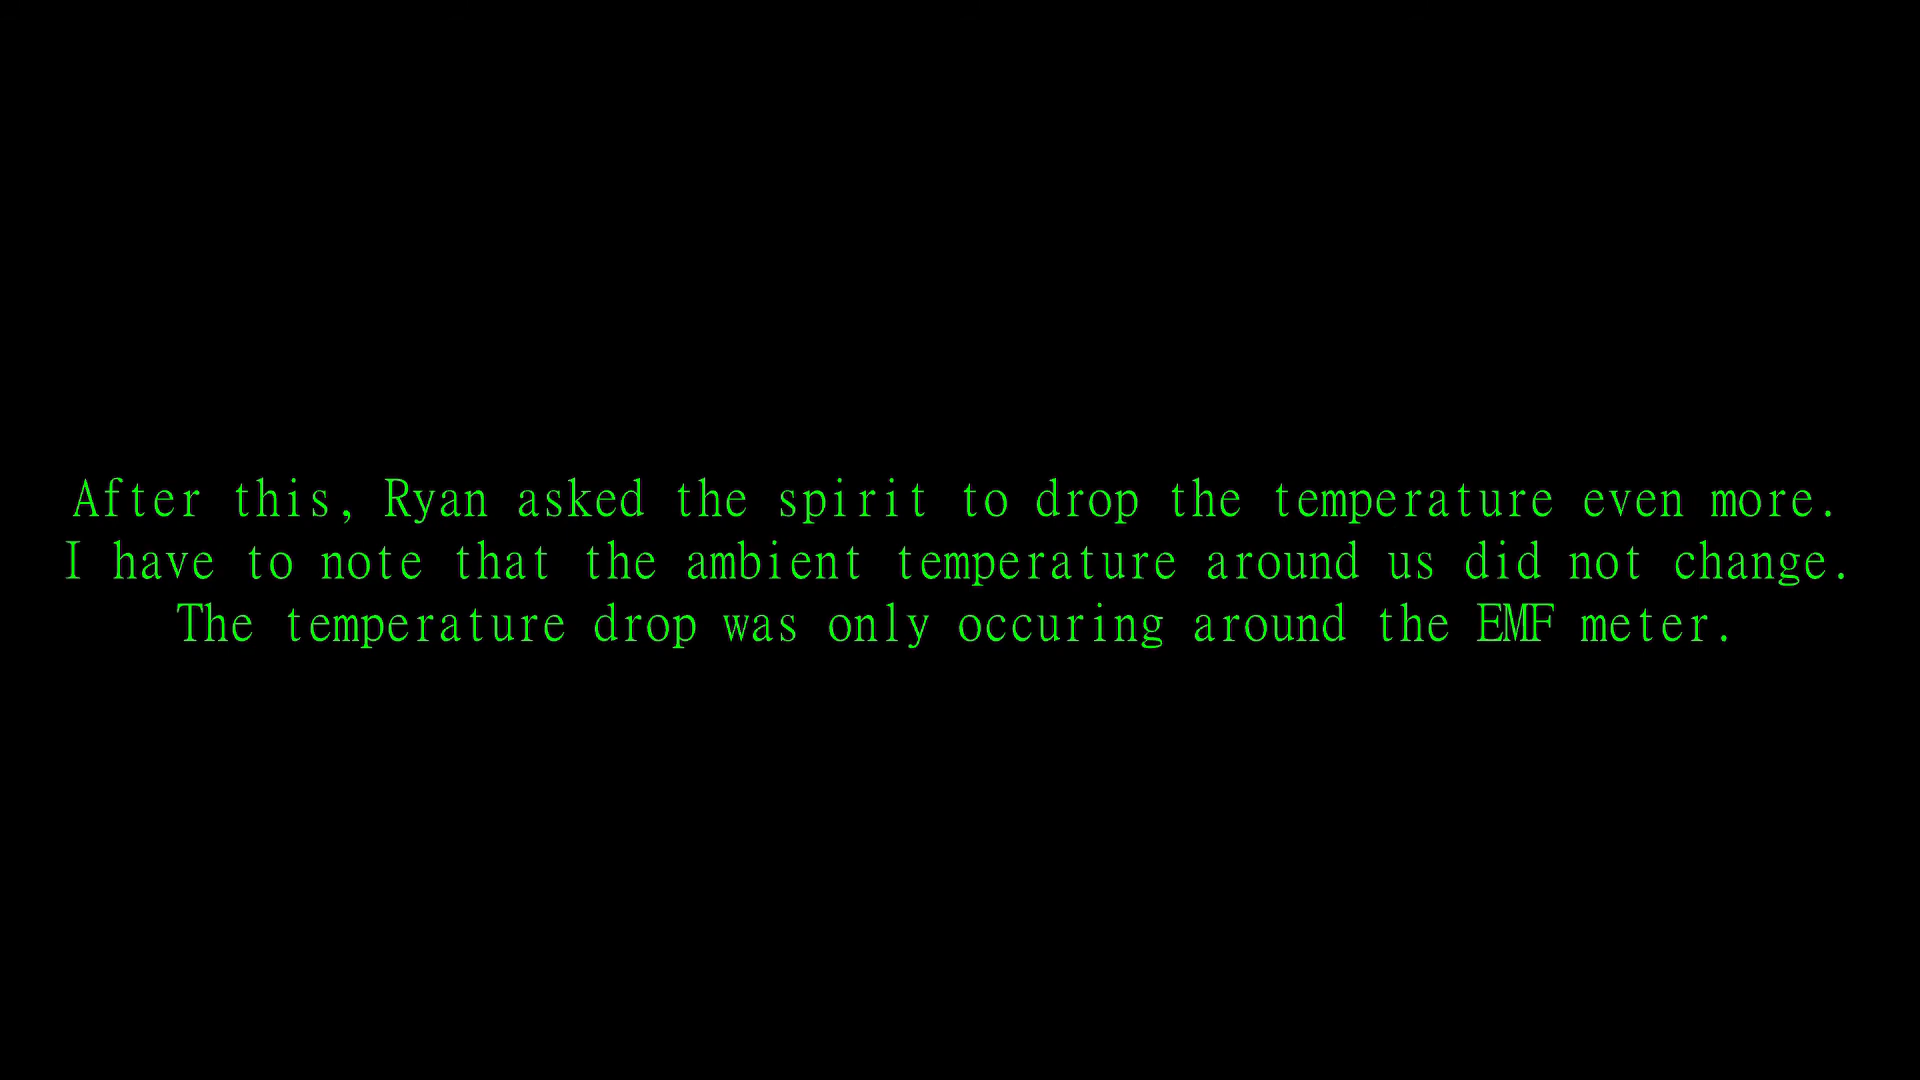 After this, Ryan asked the spirit to drop the temperature even more.
I have to note that the ambient temperature around us did not change.
The temperature drop was only occuring around the EMF meter.